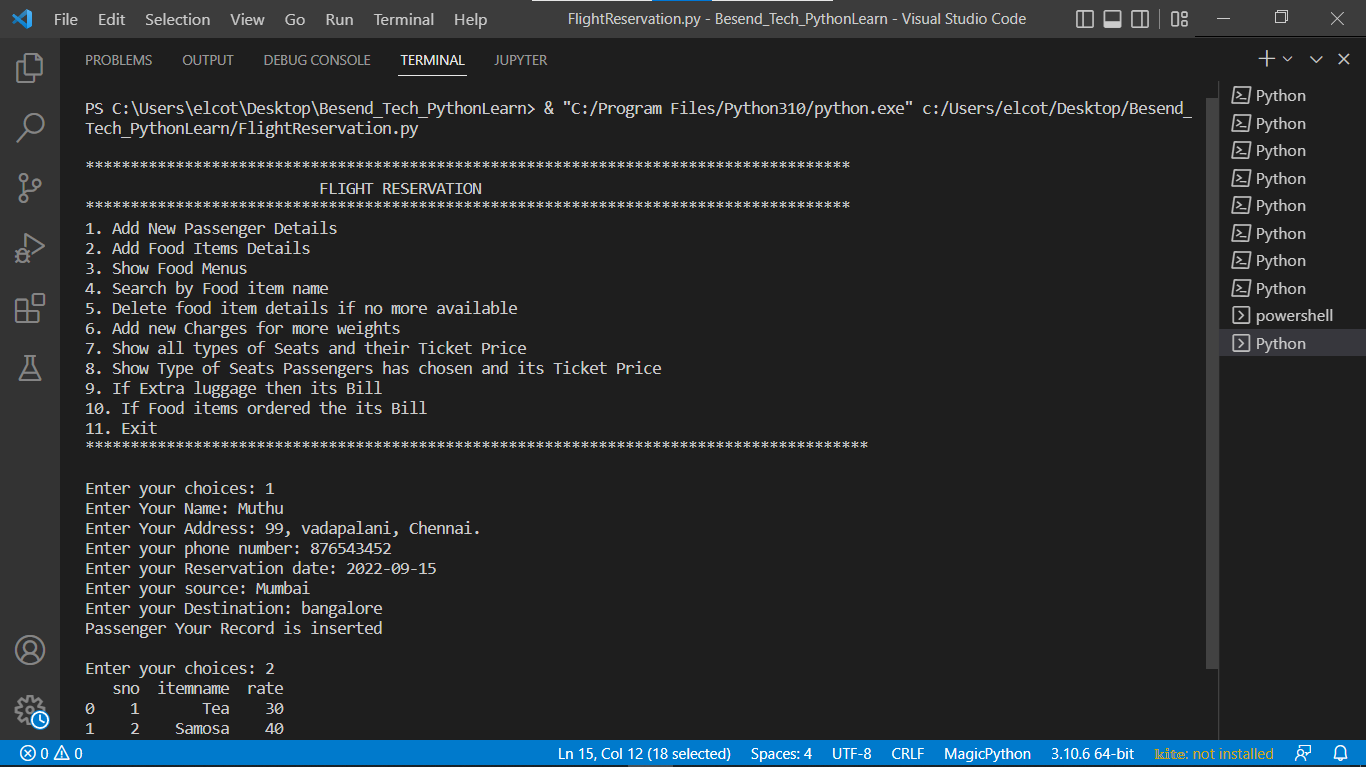 File Edit Selection View Go Run Terminal Help FlightReservation.py - Besend_Tech_PythonLearn - Visual Studio Code
PROBLEMS OUTPUT DEBUG CONSOLE TERMINAL JUPYTER
PS C:\Users\elcot\Desktop\Besend_Tech_PythonLearn> & "C:/Program Files/Python310/python.exe" c:/Users/elcot/Desktop/Besend_
Tech_PythonLearn/FlightReservation.py
*************************************************************************************
FLIGHT RESERVATION
*************************************************************************************
1. Add New Passenger Details
2. Add Food Items Details
3. Show Food Menus
4. Search by Food item name
5. Delete food item details if no more available
6. Add new Charges for more weights
7. Show all types of Seats and their Ticket Price
8. Show Type of Seats Passengers has chosen and its Ticket Price
9. If Extra luggage then its Bill
10. If Food items ordered the its Bill
11. Exit
***************************************************************************************
Enter your choices: 1
Enter Your Name: Muthu
Enter Your Address: 99, vadapalani, Chennai.
Enter your phone number: 876543452
Enter your Reservation date: 2022-09-15
Enter your source: Mumbai
Enter your Destination: bangalore
Passenger Your Record is inserted
Enter your choices: 2
sno itemname rate
0 1 Tea 30
1 2 Samosa 40
Python
Python
Python
Python
Python
Python
Python
Python
powershell
Python
0 0 Ln 15, Col 12 (18 selected) Spaces: 4 UTF-8 CRLF MagicPython 3.10.6 64-bit kite: not installed